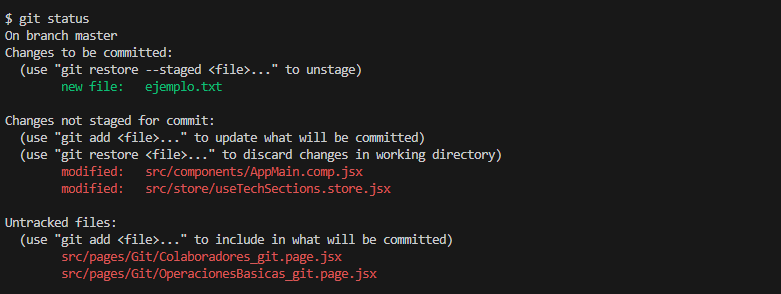 $ git status
On branch master
Changes to be committed:
  (use "git restore --staged <file>..." to unstage)
        new file:   ejemplo.txt

Changes not staged for commit:
  (use "git add <file>..." to update what will be committed)
  (use "git restore <file>..." to discard changes in working directory)
        modified:   src/components/AppMain.comp.jsx
        modified:   src/store/useTechSections.store.jsx

Untracked files:
  (use "git add <file>..." to include in what will be committed)
        src/pages/Git/Colaboradores_git.page.jsx
        src/pages/Git/OperacionesBasicas_git.page.jsx